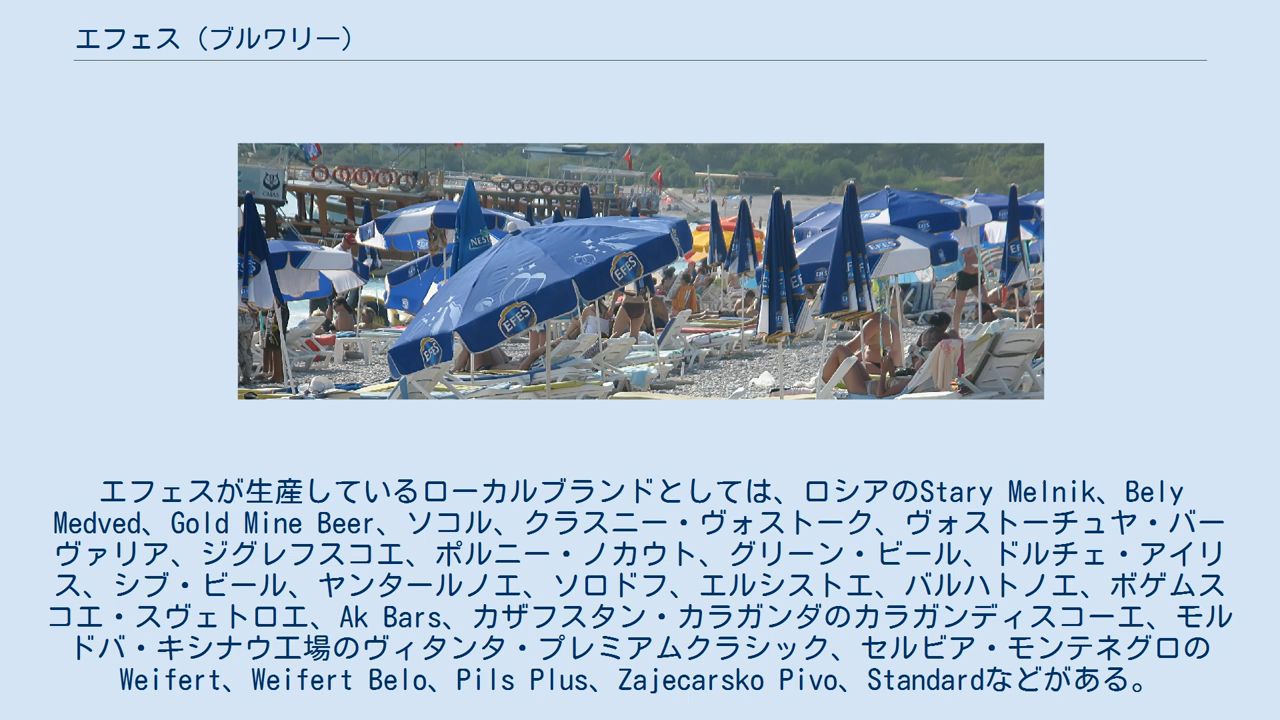 エフェス（ブルワリー）
NEST
EFES
EFES
EFES
EFES
EFES
EFES
エフェスが生産しているローカルブランドとしては、ロシアのStary Melnik、Bely
Medved、Gold Mine Beer、ソコル、クラスニー・ヴォストーク、ヴォストーチュヤ・バー
ヴァリア、ジグレフスコエ、ポルニー・ノカウト、グリーン・ビール、ドルチェ・アイリ
ス、シブ・ビール、ヤンタールノエ、ソロドフ、エルシストエ、バルハトノエ、ボゲムス
コエ・スヴェトロエ、Ak Bars、カザフスタン・カラガンダのカラガンディスコーエ、モル
ドバ・キシナウ工場のヴィタンタ・プレミアムクラシック、セルビア・モンテネグロの
Weifert、Weifert Belo、Pils Plus、Zajecarsko Pivo、Standardなどがある。